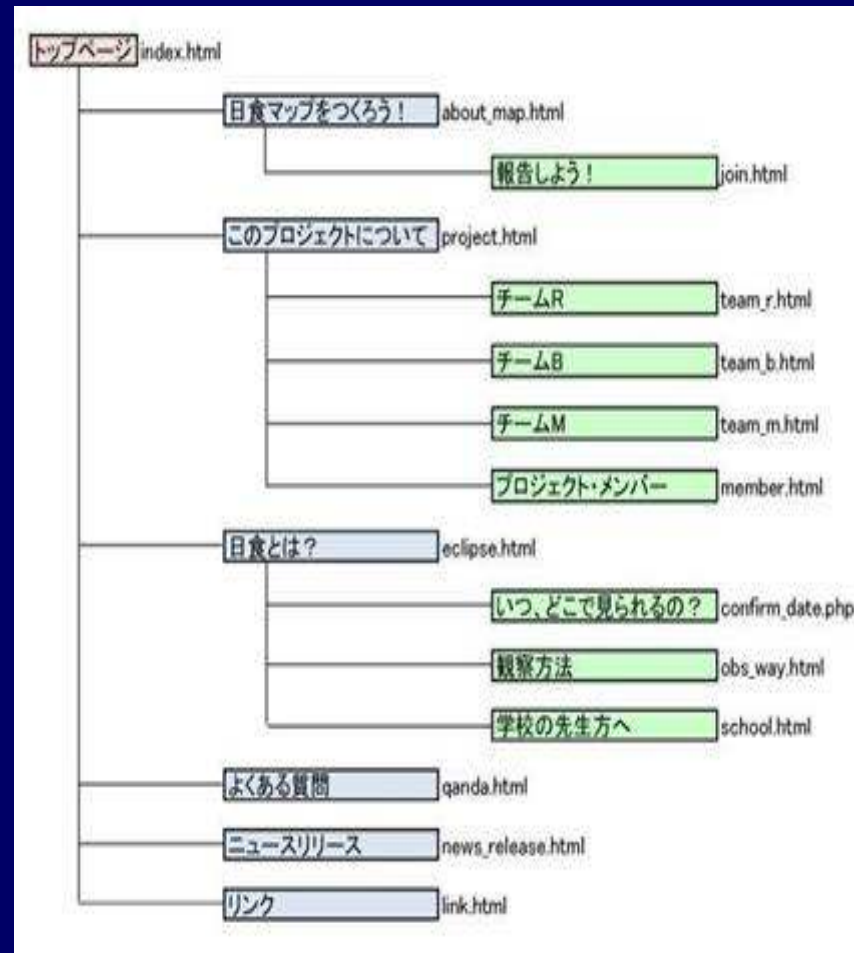 トップページ index.html
日食マップをつくろう! about_map.html
報告しよう! join.html
このプロジェクトについて project.html
チームR team_r.html
チームB team_b.html
チームM team_m.html
プロジェクト・メンバー member.html
日食とは? eclipse.html
いつ、どこで見られるの? confirm_date.php
観察方法 obs_way.html
学校の先生方へ school.html
よくある質問 qanda.html
ニュースリリース news_release.html
リンク link.html